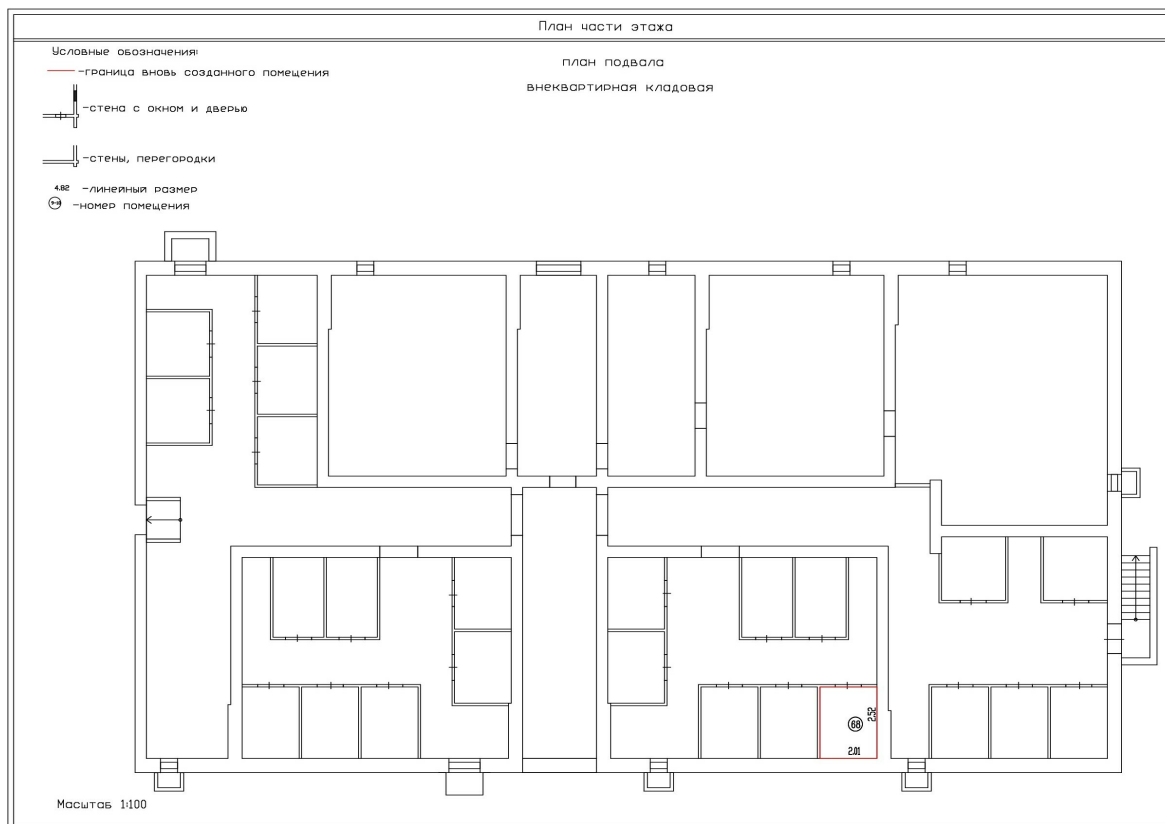 План части этажа
Условные обозначения:
план подвала
-граница вновь созданного помещения
внеквартирная кладовая
-стена с окном и дверью
-стены, перегородки
4.82 -линейный размер
-номер помещения
68
2.52
2.01
Масштаб 1:100